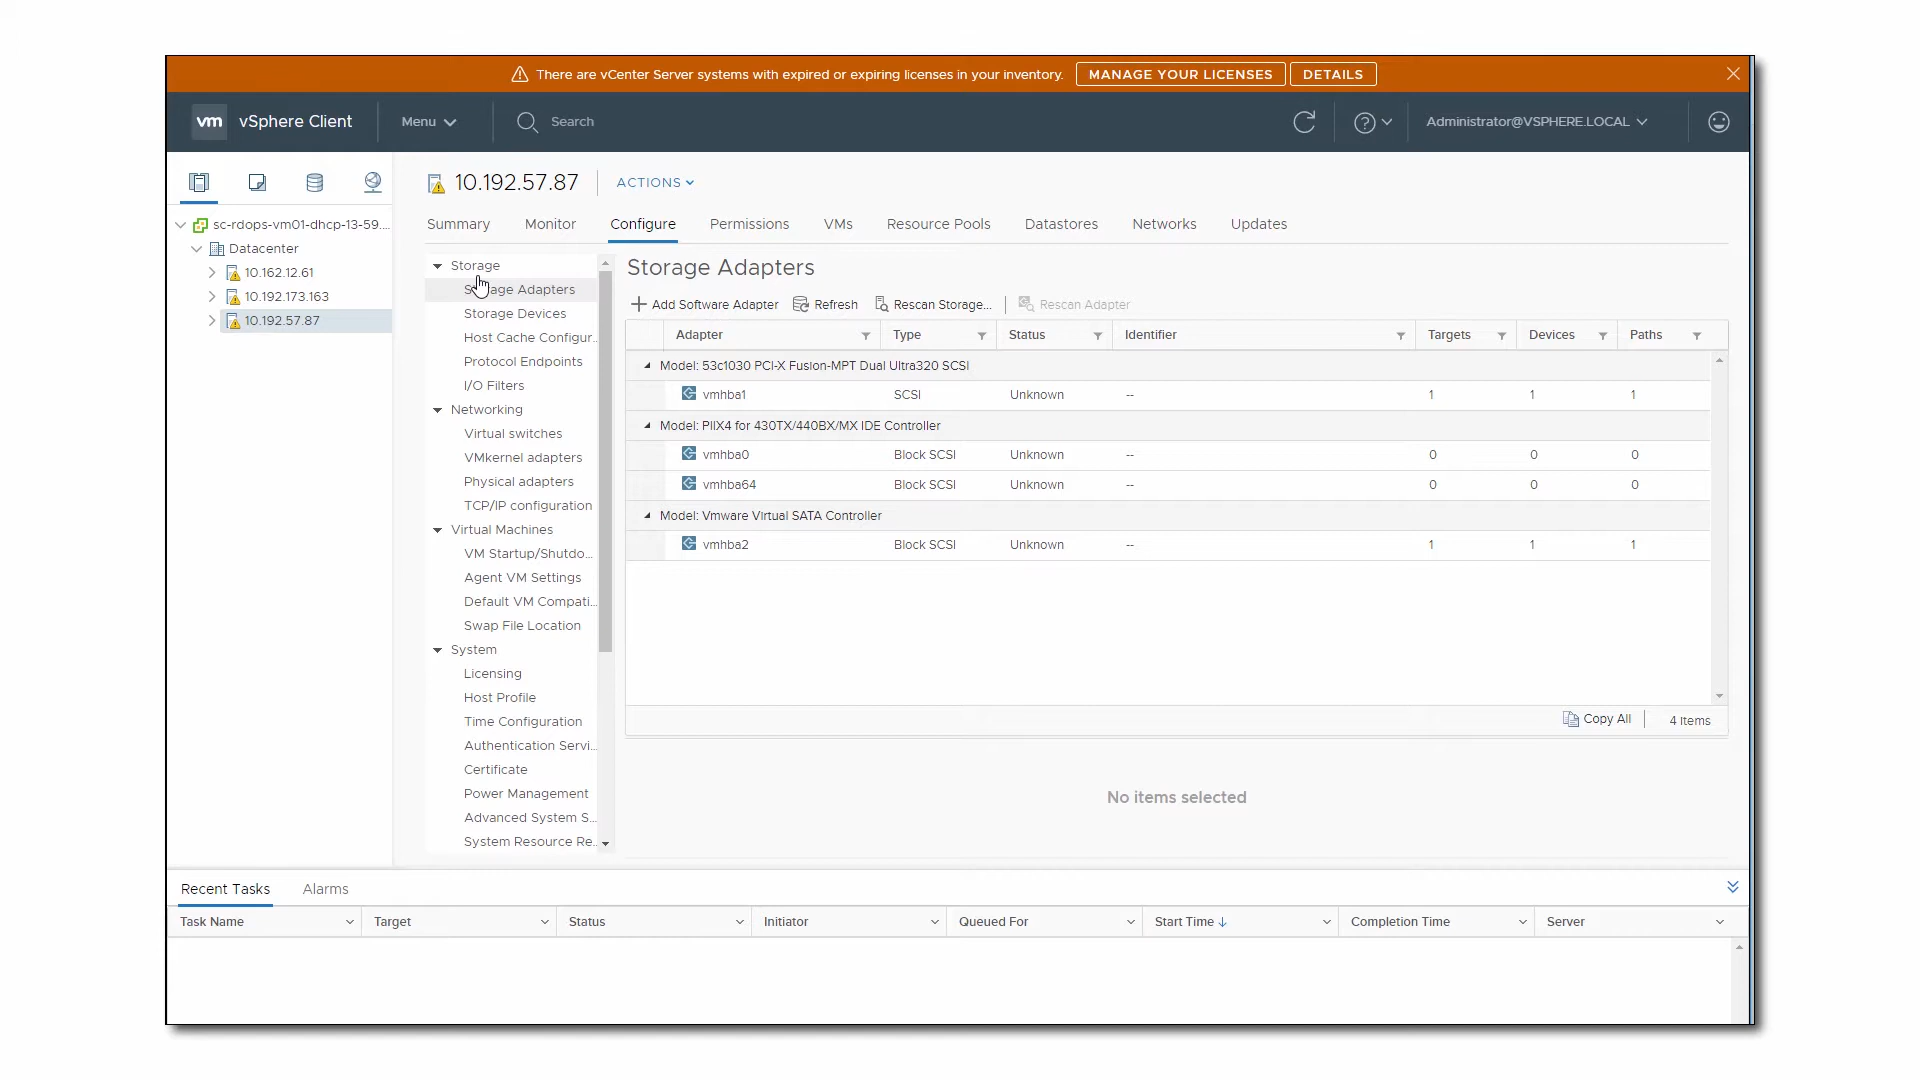 There are vCenter Server systems with expired or expiring licenses in your inventory. MANAGE YOUR LICENSES DETAILS
vm vSphere Client Menu Search Administrator@VSPHERE.LOCAL
sc-rdops-vm01-dhcp-13-59....
Datacenter
10.162.12.61
10.192.173.163
10.192.57.87
10.192.57.87 ACTIONS
Summary Monitor Configure Permissions VMs Resource Pools Datastores Networks Updates
Storage
Storage Adapters
Storage Devices
Host Cache Configur...
Protocol Endpoints
I/O Filters
Networking
Virtual switches
VMkernel adapters
Physical adapters
TCP/IP configuration
Virtual Machines
VM Startup/Shutdo...
Agent VM Settings
Default VM Compati...
Swap File Location
System
Licensing
Host Profile
Time Configuration
Authentication Servi...
Certificate
Power Management
Advanced System S...
System Resource Re...
Storage Adapters
Add Software Adapter Refresh Rescan Storage... Rescan Adapter
Adapter Type Status Identifier Targets Devices Paths
Model: 53c1030 PCI-X Fusion-MPT Dual Ultra320 SCSI
vmhba1 SCSI Unknown -- 1 1 1
Model: PIIX4 for 430TX/440BX/MX IDE Controller
vmhba0 Block SCSI Unknown -- 0 0 0
vmhba64 Block SCSI Unknown -- 0 0 0
Model: Vmware Virtual SATA Controller
vmhba2 Block SCSI Unknown -- 1 1 1
Copy All 4 items
No items selected
Recent Tasks Alarms
Task Name Target Status Initiator Queued For Start Time Completion Time Server